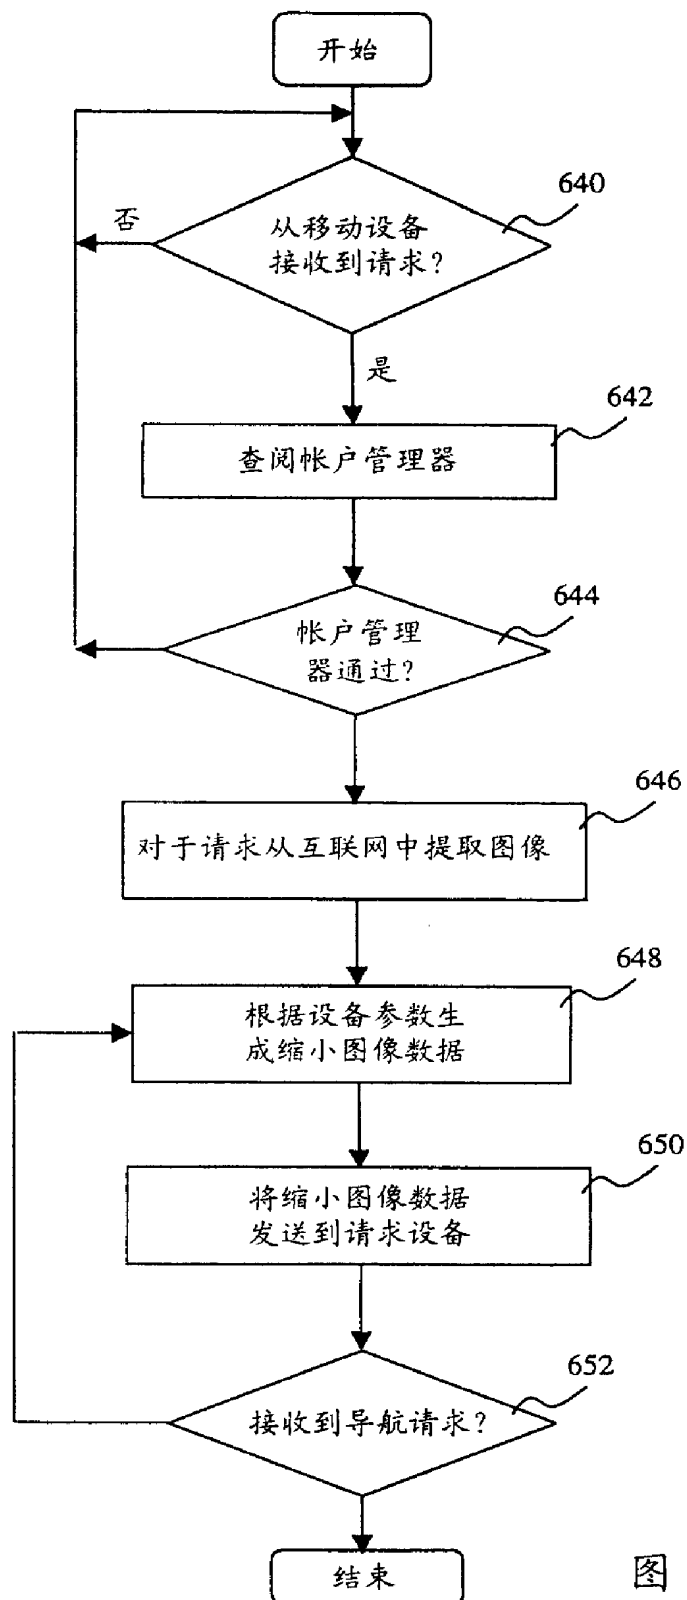 开始
640
否
从移动设备
接收到请求?
是
642
查阅帐户管理器
644
帐户管理
器通过?
646
对于请求从互联网中提取图像
648
根据设备参数生
成缩小图像数据
650
将缩小图像数据
发送到请求设备
652
接收到导航请求?
结束
图